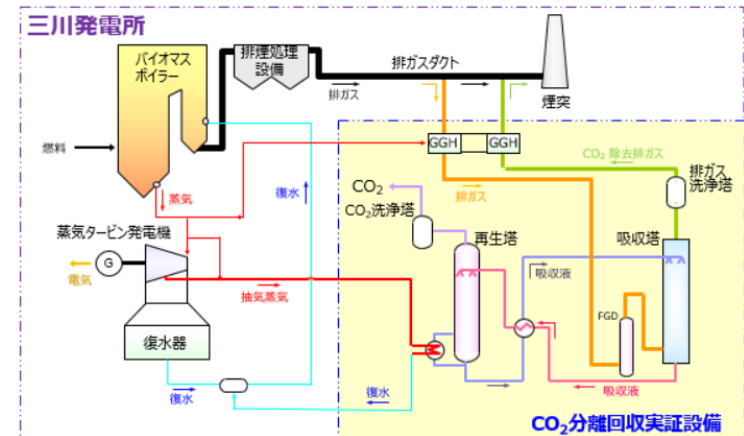 三川発電所
バイオマス
ボイラー
排煙処理
設備
排ガスダクト
排ガス
煙突
燃料
GGH
GGH
CO₂ 除去排ガス
排ガス
洗浄塔
蒸気
復水
排ガス
CO₂
CO₂洗浄塔
蒸気タービン発電機
再生塔
吸収塔
G
電気
抽気蒸気
吸収液
FGD
復水器
復水
復水
吸収液
CO₂分離回収実証設備